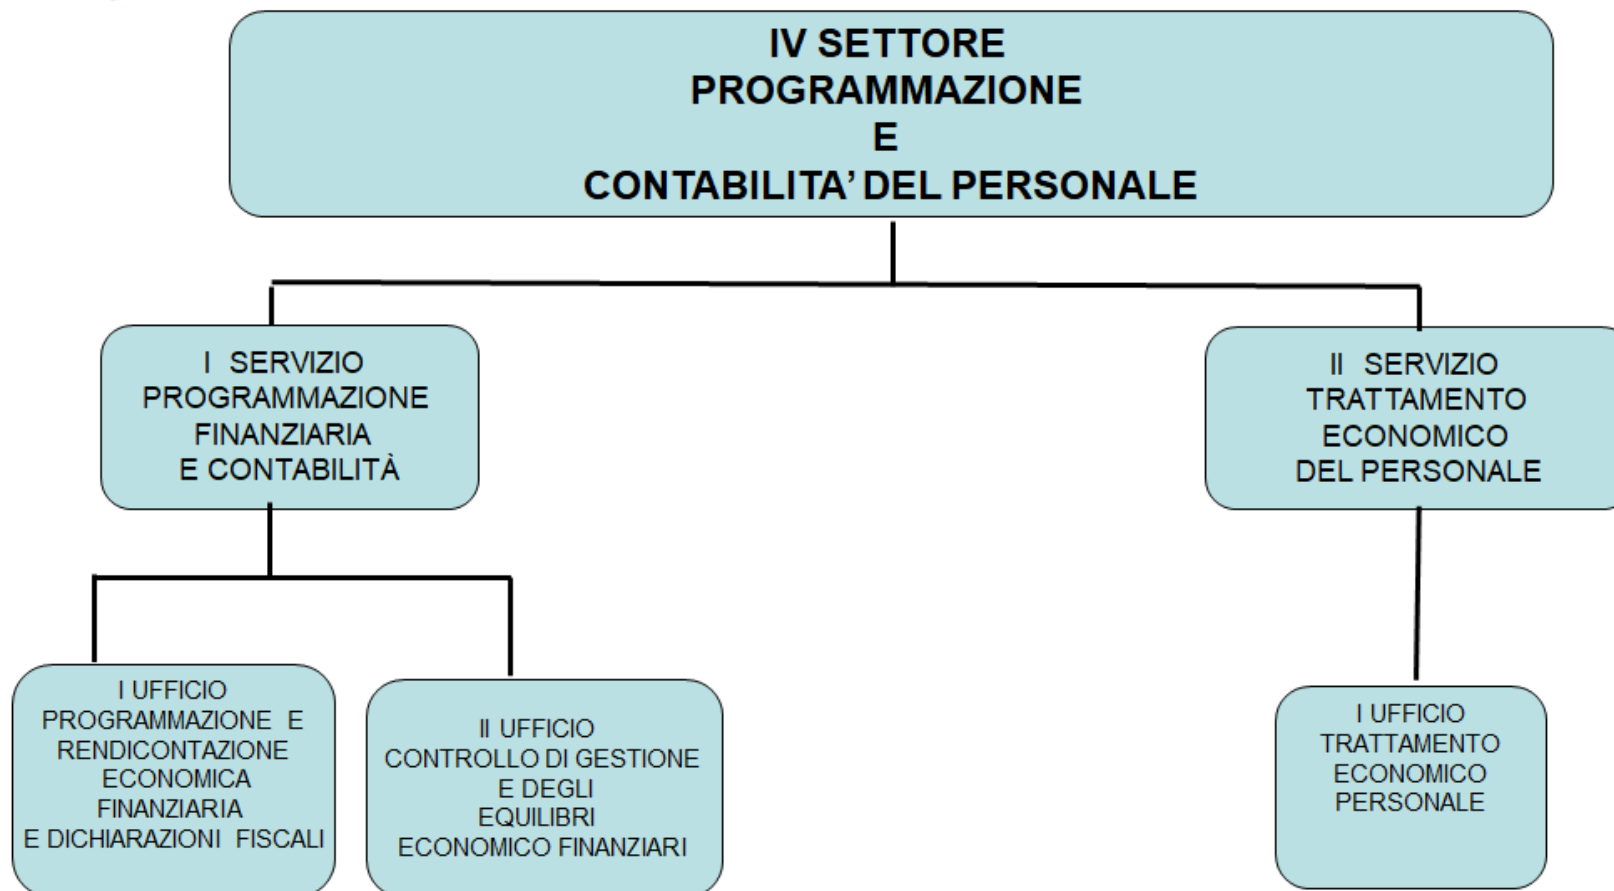 IV SETTORE
PROGRAMMAZIONE
E
CONTABILITA’ DEL PERSONALE
I SERVIZIO
PROGRAMMAZIONE
FINANZIARIA
E CONTABILITÀ
II SERVIZIO
TRATTAMENTO
ECONOMICO
DEL PERSONALE
I UFFICIO
PROGRAMMAZIONE E
RENDICONTAZIONE
ECONOMICA
FINANZIARIA
E DICHIARAZIONI FISCALI
II UFFICIO
CONTROLLO DI GESTIONE
E DEGLI
EQUILIBRI
ECONOMICO FINANZIARI
I UFFICIO
TRATTAMENTO
ECONOMICO
PERSONALE